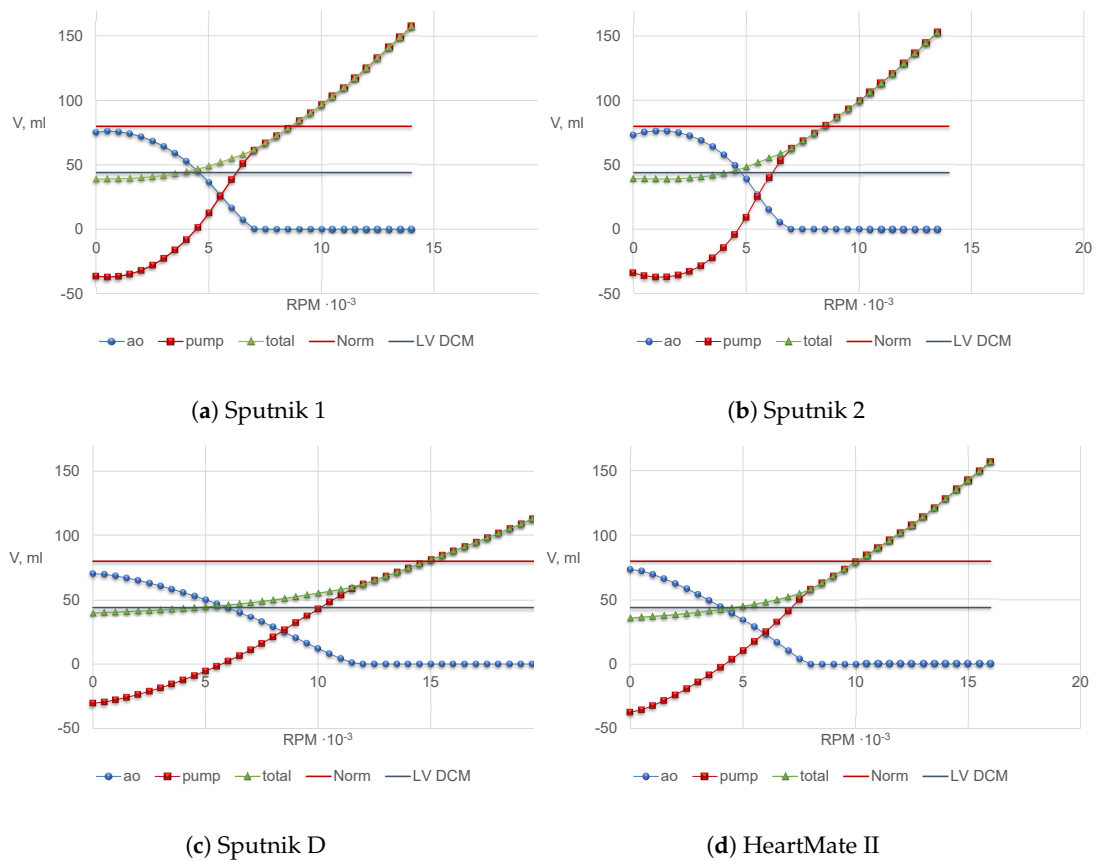 150
100
V, ml
50
0
-50
0 5 10 15
RPM ·10-3
ao pump total Norm LV DCM
(a) Sputnik 1
150
100
V, ml
50
0
-50
0 5 10 15 20
RPM ·10-3
ao pump total Norm LV DCM
(b) Sputnik 2
150
100
V, ml
50
0
-50
0 5 10 15
RPM ·10-3
ao pump total Norm LV DCM
(c) Sputnik D
150
100
V, ml
50
0
-50
0 5 10 15 20
RPM ·10-3
ao pump total Norm LV DCM
(d) HeartMate II